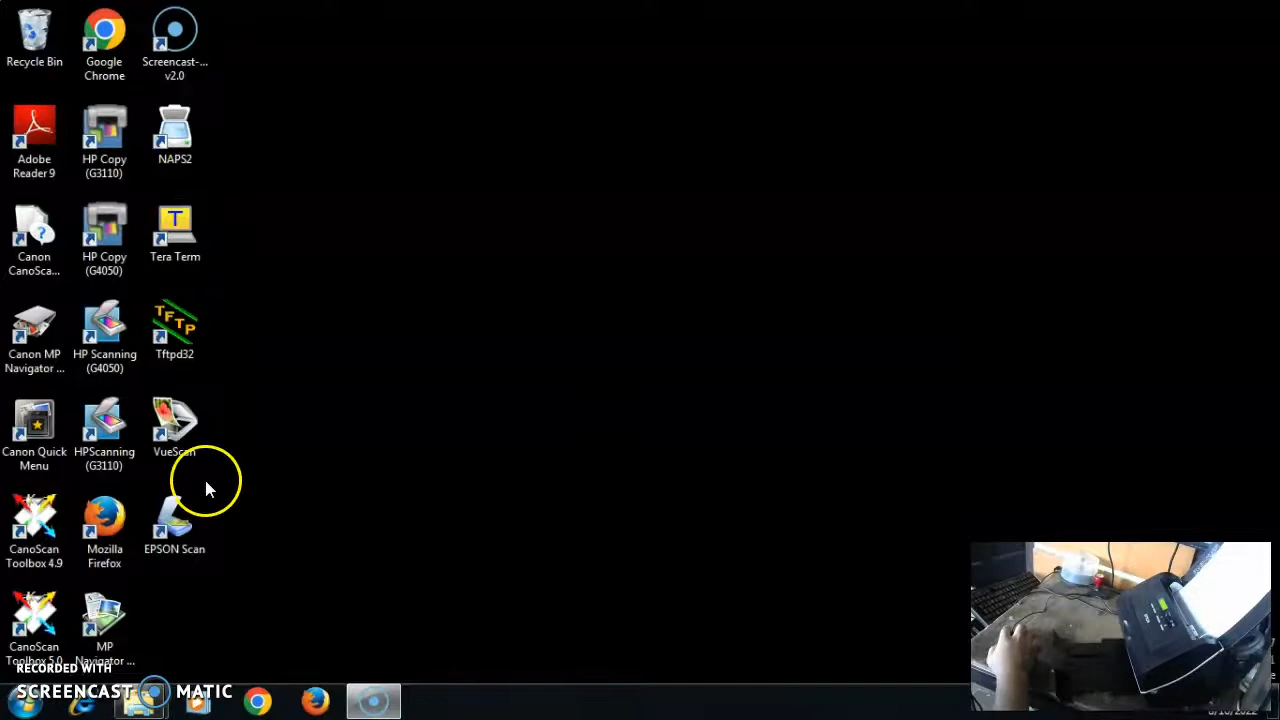 Recycle Bin
Google
Chrome
Screencast-...
v2.0
Adobe
Reader 9
HP Copy
(G3110)
NAPS2
Canon
CanoSca...
HP Copy
(G4050)
T
Tera Term
Canon MP
Navigator ...
HP Scanning
(G4050)
TFTP
Tftpd32
Canon Quick
Menu
HPScanning
(G3110)
VueScan
CanoScan
Toolbox 4.9
Mozilla
Firefox
EPSON Scan
CanoScan
Toolbox 5.0
MP
Navigator ...
RECORDED WITH
SCREENCAST MATIC